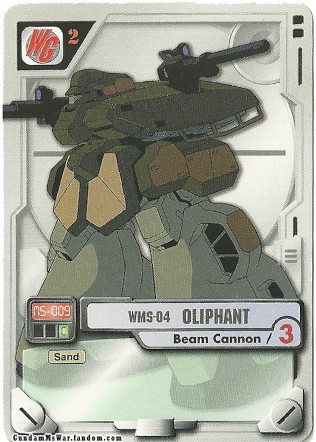 WG 2
MS-009
C
WMS-04 OLIPHANT
Beam Cannon / 3
Sand
GundamMsWar.fandom.com